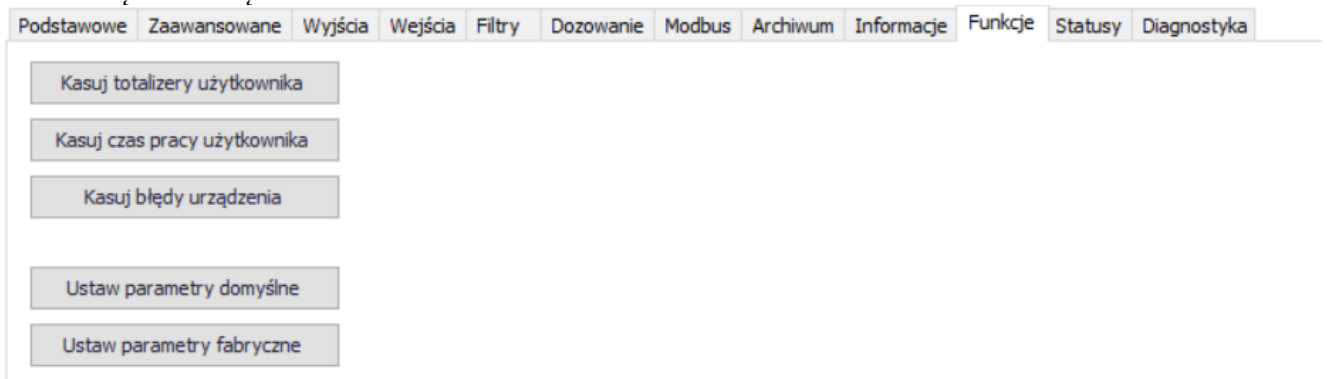 Podstawowe Zaawansowane Wyjścia Wejścia Filtry Dozowanie Modbus Archiwum Informacje Funkcje Statusy Diagnostyka
Kasuj totalizery użytkownika
Kasuj czas pracy użytkownika
Kasuj błędy urządzenia
Ustaw parametry domyślne
Ustaw parametry fabryczne